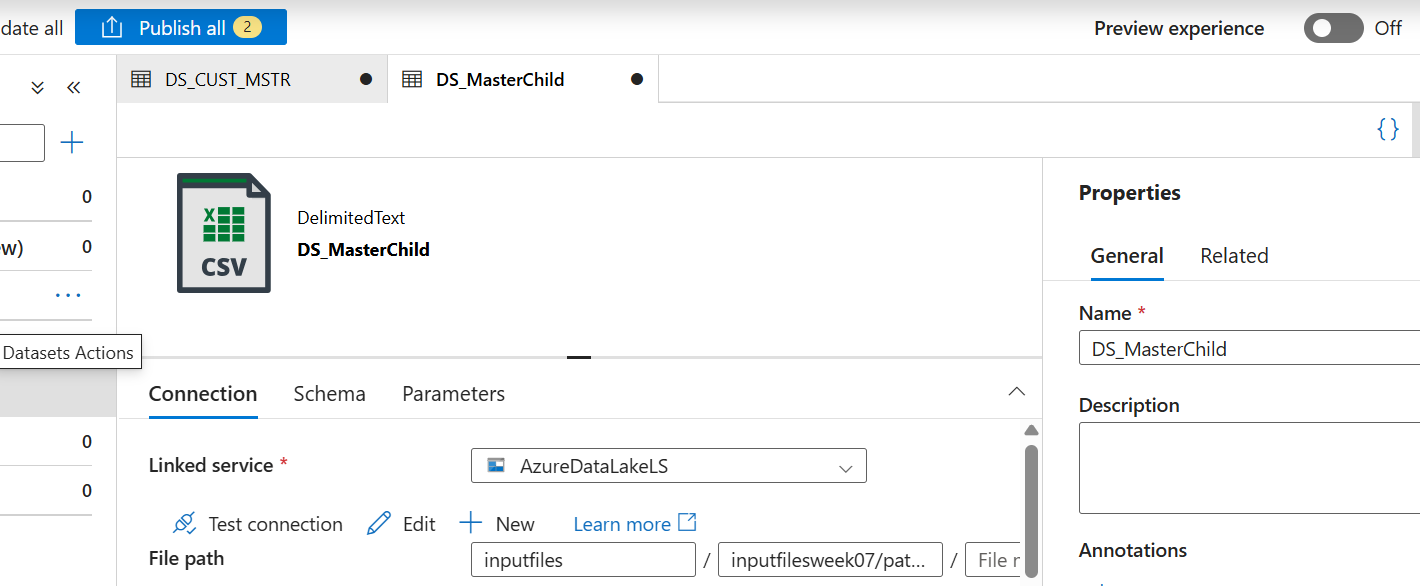 date all Publish all 2 Preview experience Off
DS_CUST_MSTR DS_MasterChild
{}
0
w) 0
...
Datasets Actions
0
0
X
CSV
DelimitedText
DS_MasterChild
Connection Schema Parameters
Linked service * AzureDataLakeLS
Test connection Edit New Learn more
File path inputfiles / inputfilesweek07/pat... / File
Properties
General Related
Name *
DS_MasterChild
Description
Annotations